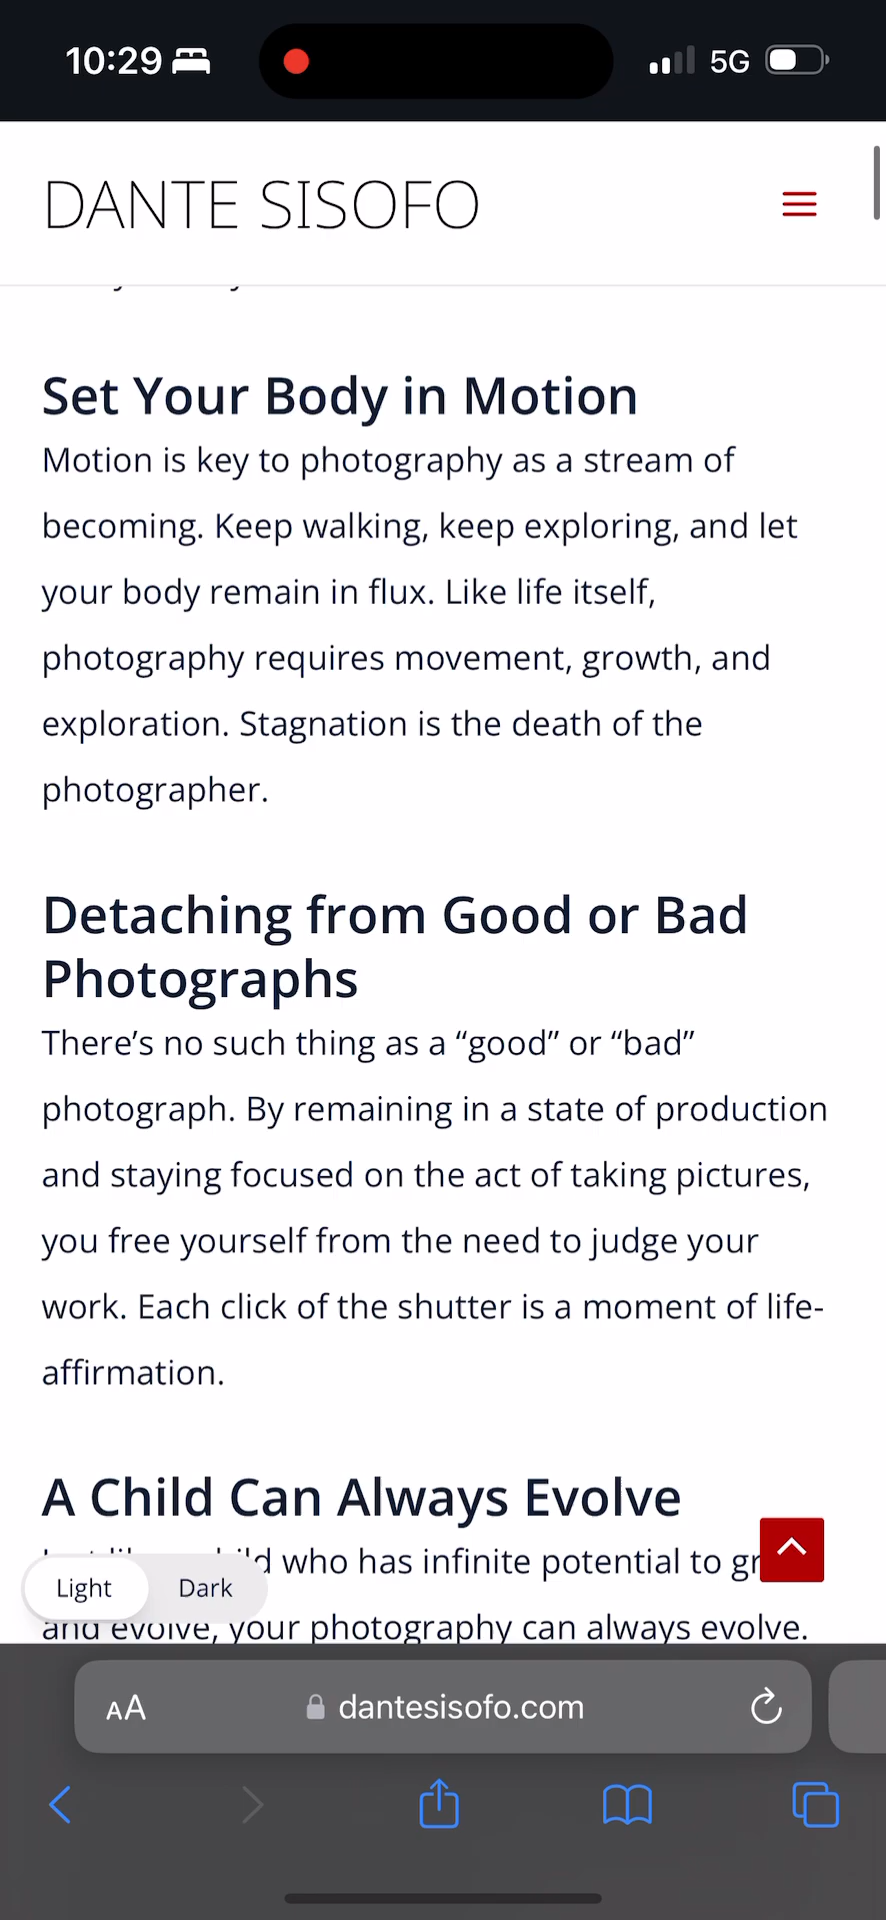 10:29
5G
DANTE SISOFO
Set Your Body in Motion
Motion is key to photography as a stream of
becoming. Keep walking, keep exploring, and let
your body remain in flux. Like life itself,
photography requires movement, growth, and
exploration. Stagnation is the death of the
photographer.
Detaching from Good or Bad
Photographs
There’s no such thing as a “good” or “bad”
photograph. By remaining in a state of production
and staying focused on the act of taking pictures,
you free yourself from the need to judge your
work. Each click of the shutter is a moment of life-
affirmation.
A Child Can Always Evolve
who has infinite potential to
Light Dark
and evolve, your photography can always evolve.
AA dantesisofo.com